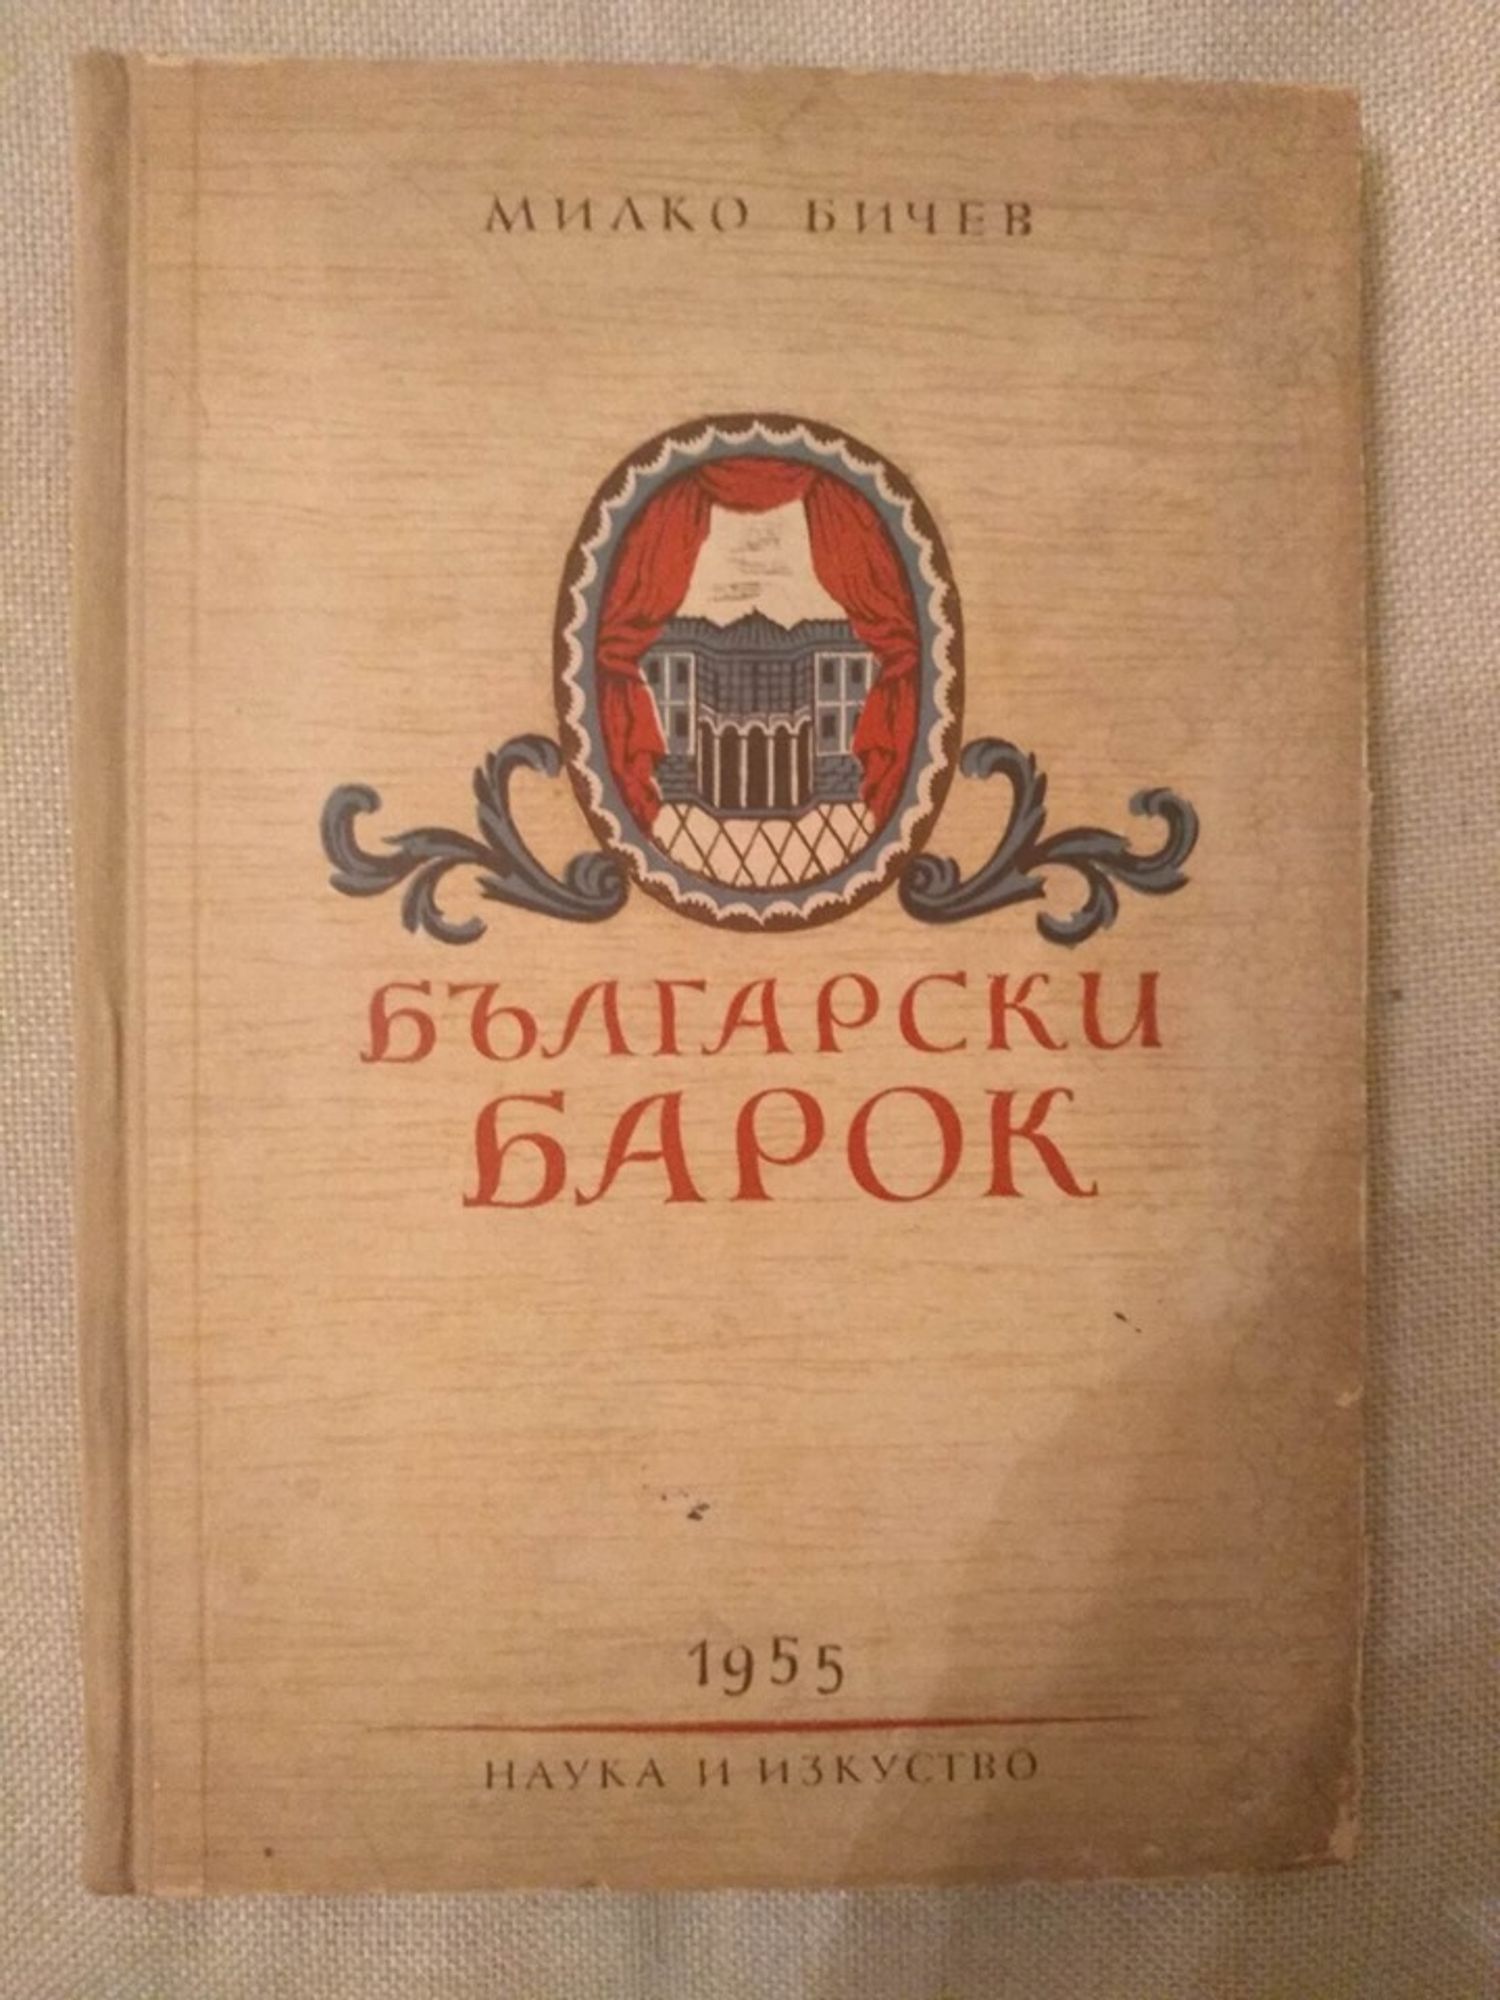 МИЛКО БИЧЕВ
БЪЛГАРСКИ
БАРОК
1955
НАУКА И ИЗКУСТВО